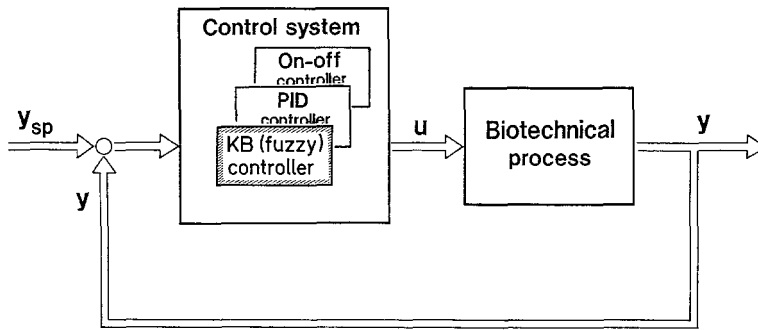 Control system
On-off
controller
PID
controller
KB (fuzzy)
controller
y_sp
u
Biotechnical
process
y
y